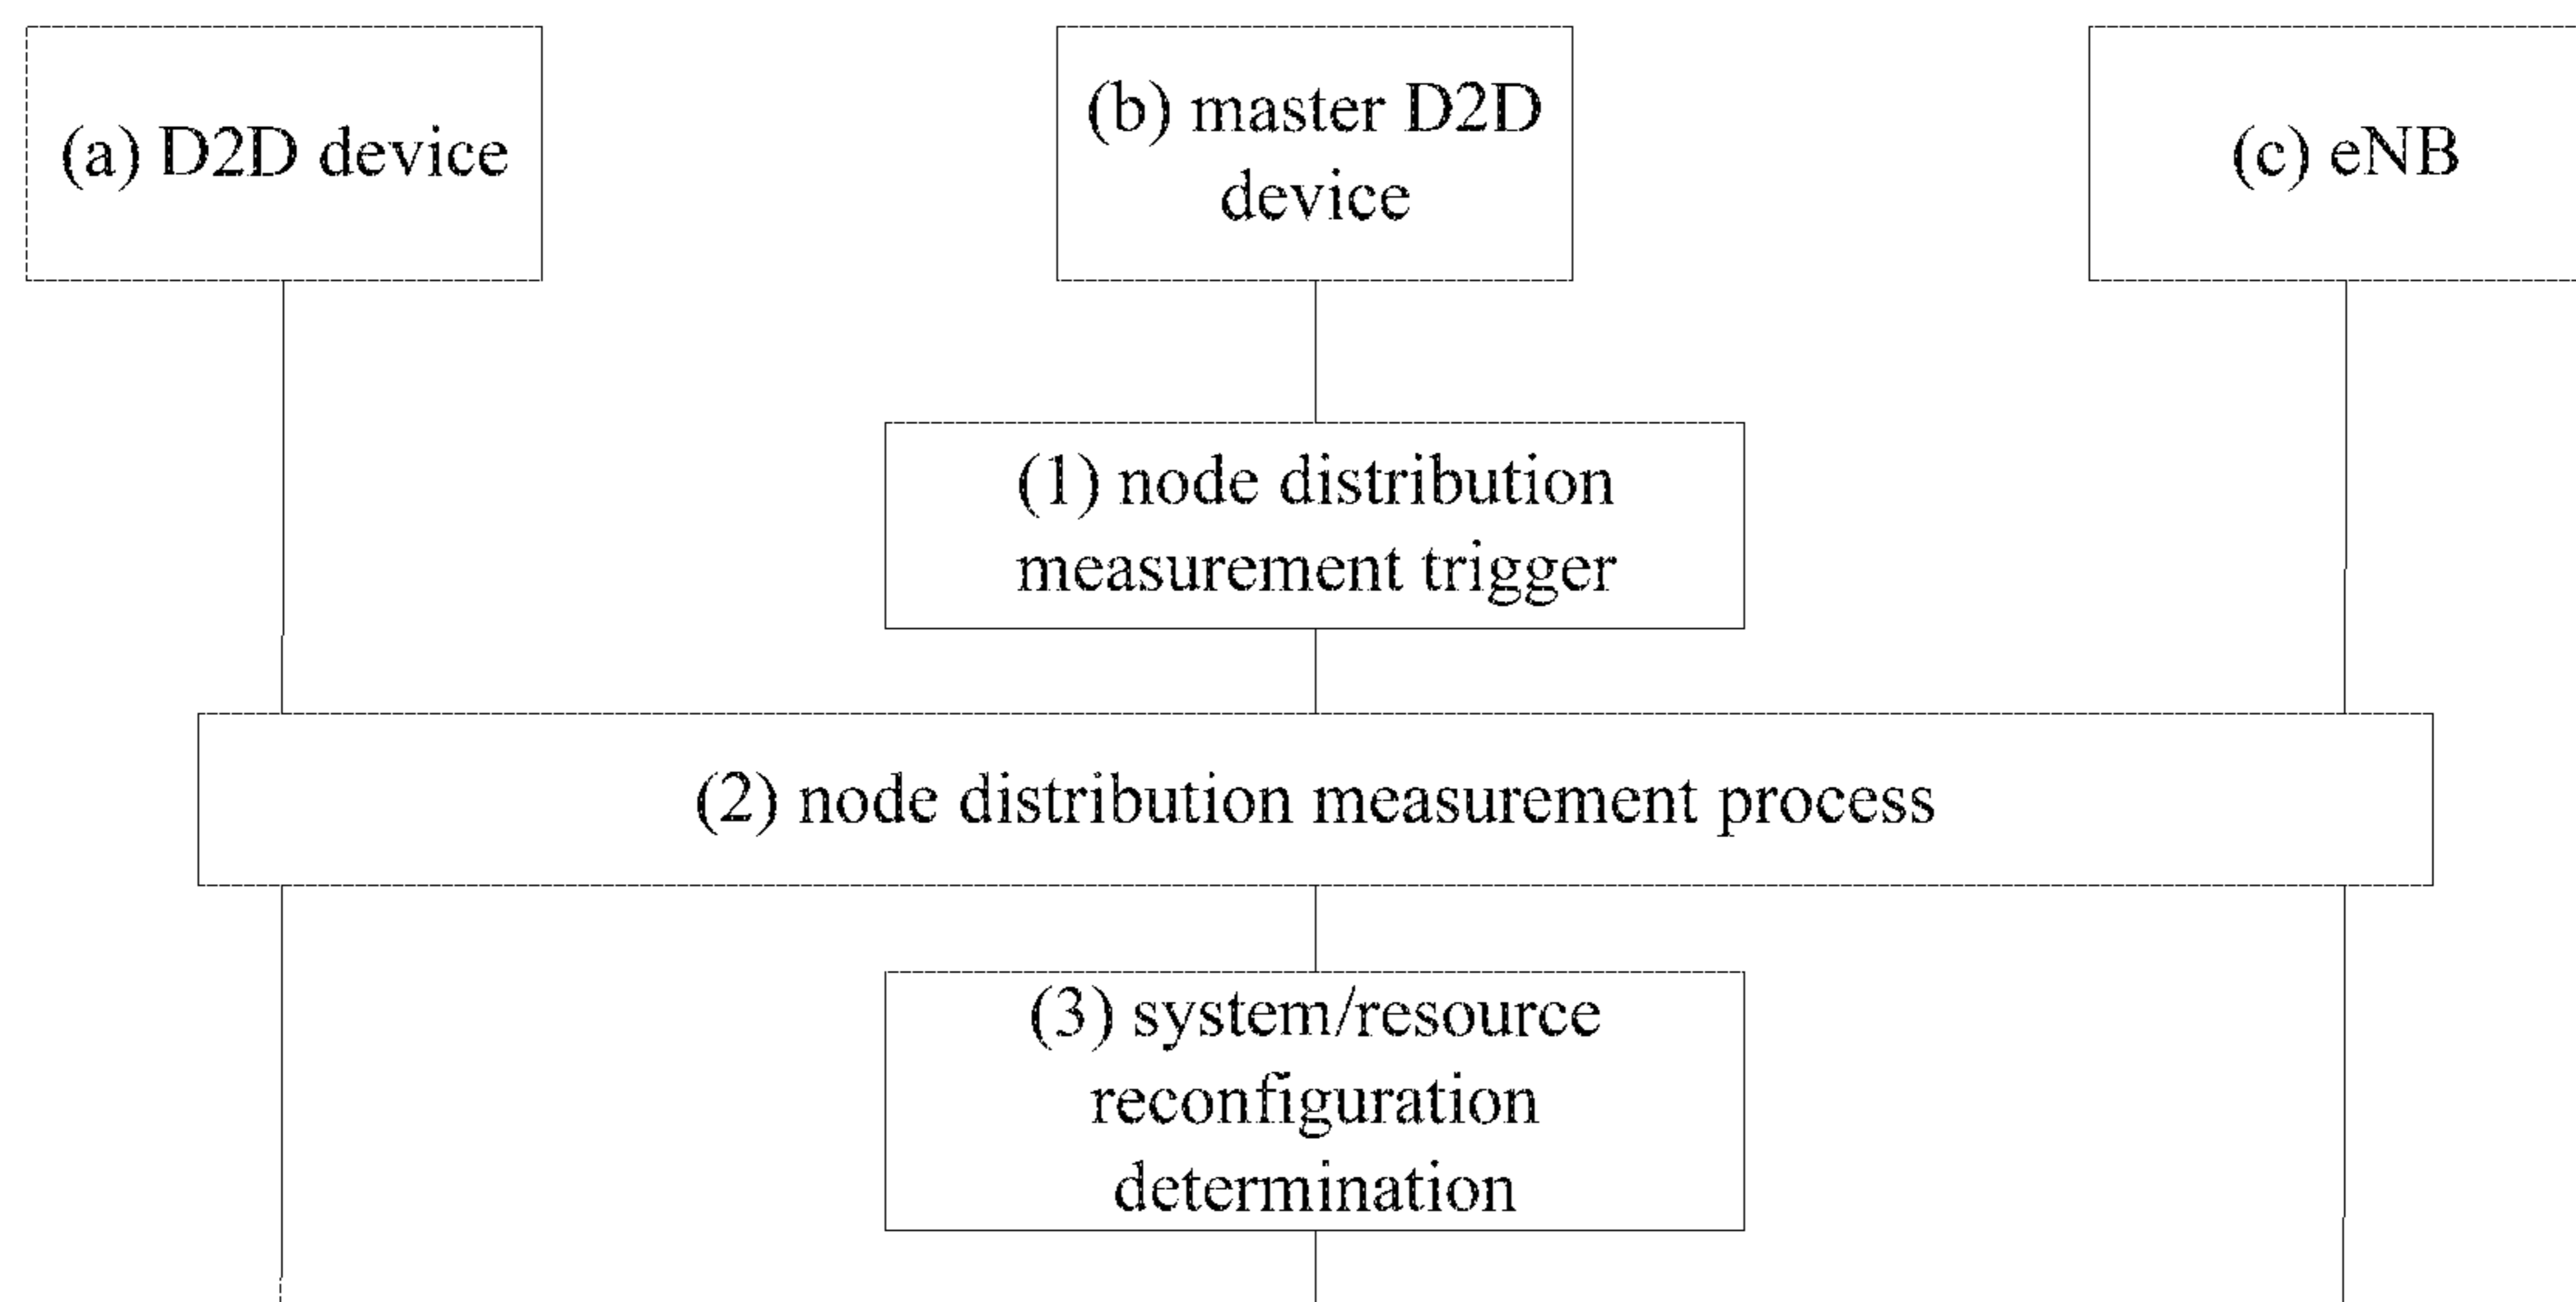 (a) D2D device
(b) master D2D
device
(c) eNB
(1) node distribution
measurement trigger
(2) node distribution measurement process
(3) system/resource
reconfiguration
determination